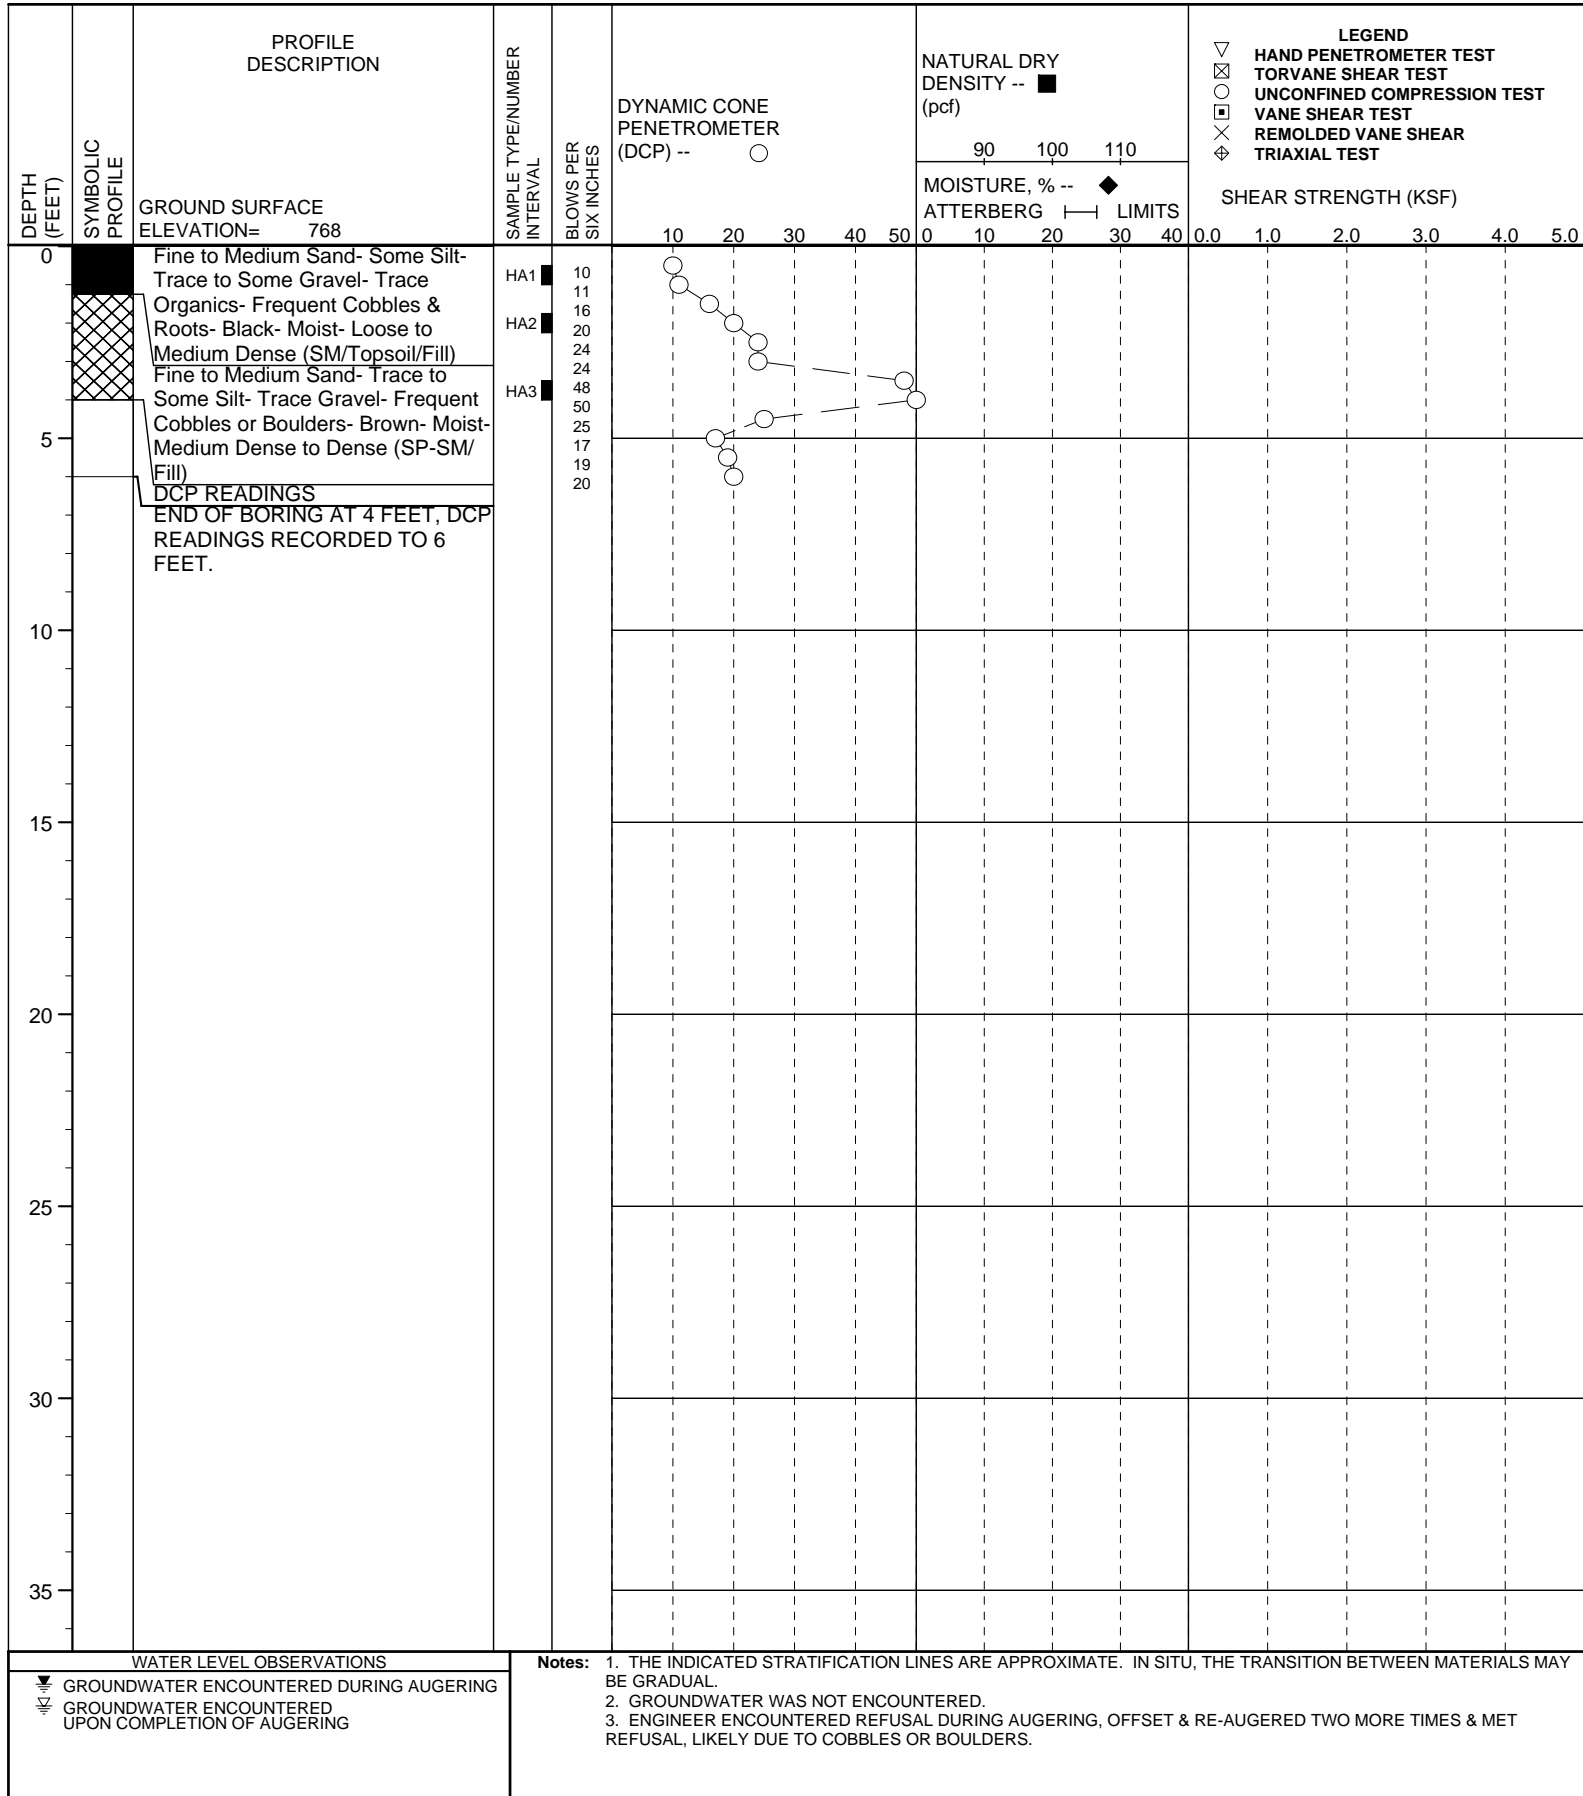 DEPTH
(FEET)
SYMBOLIC
PROFILE
PROFILE
DESCRIPTION
GROUND SURFACE
ELEVATION= 768
SAMPLE TYPE/NUMBER
INTERVAL
BLOWS PER
SIX INCHES
DYNAMIC CONE
PENETROMETER
(DCP) --
10 20 30 40 50
NATURAL DRY
DENSITY --
(pcf)
90 100 110
MOISTURE, % --
ATTERBERG LIMITS
0 10 20 30 40
LEGEND
HAND PENETROMETER TEST
TORVANE SHEAR TEST
UNCONFINED COMPRESSION TEST
VANE SHEAR TEST
REMOLDED VANE SHEAR
TRIAXIAL TEST
SHEAR STRENGTH (KSF)
0.0 1.0 2.0 3.0 4.0 5.0
0
5
10
15
20
25
30
35
Fine to Medium Sand- Some Silt-
Trace to Some Gravel- Trace
Organics- Frequent Cobbles &
Roots- Black- Moist- Loose to
Medium Dense (SM/Topsoil/Fill)
Fine to Medium Sand- Trace to
Some Silt- Trace Gravel- Frequent
Cobbles or Boulders- Brown- Moist-
Medium Dense to Dense (SP-SM/
Fill)
DCP READINGS
END OF BORING AT 4 FEET, DCP
READINGS RECORDED TO 6
FEET.
HA1
HA2
HA3
10
11
16
20
24
24
48
50
25
17
19
20
WATER LEVEL OBSERVATIONS
GROUNDWATER ENCOUNTERED DURING AUGERING
GROUNDWATER ENCOUNTERED
UPON COMPLETION OF AUGERING
Notes: 1. THE INDICATED STRATIFICATION LINES ARE APPROXIMATE. IN SITU, THE TRANSITION BETWEEN MATERIALS MAY
BE GRADUAL.
2. GROUNDWATER WAS NOT ENCOUNTERED.
3. ENGINEER ENCOUNTERED REFUSAL DURING AUGERING, OFFSET & RE-AUGERED TWO MORE TIMES & MET
REFUSAL, LIKELY DUE TO COBBLES OR BOULDERS.